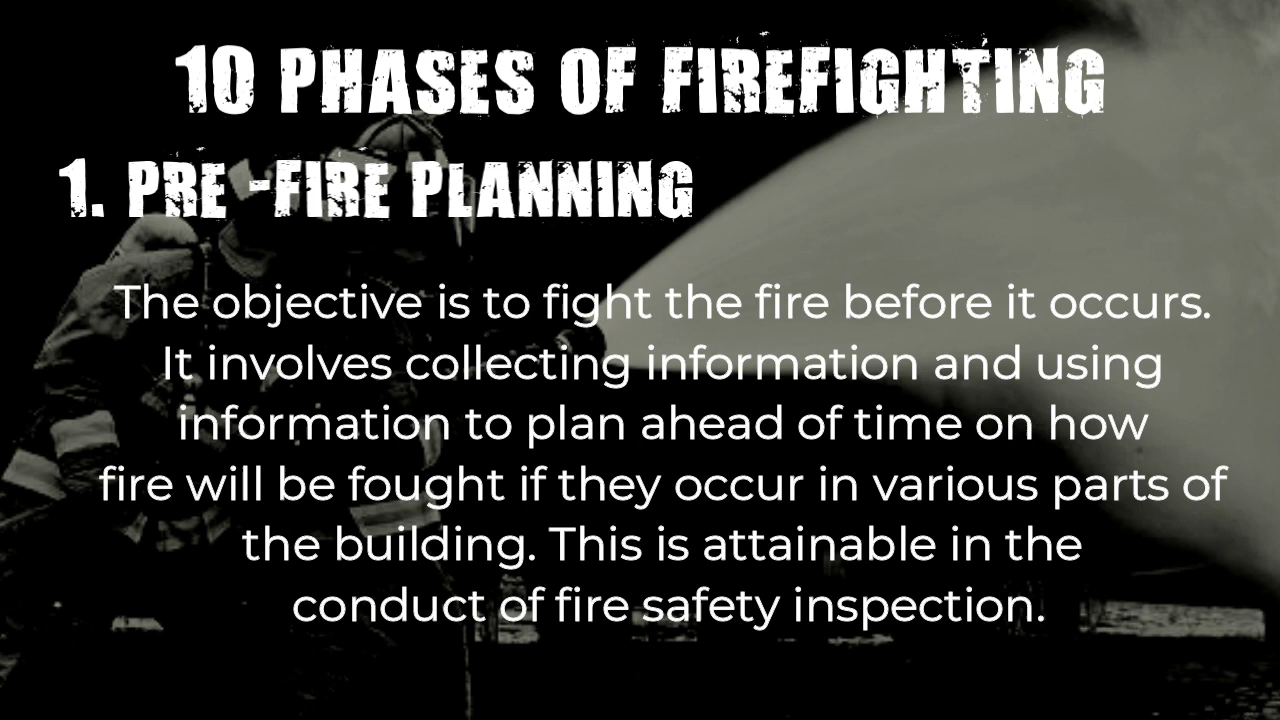 10 PHASES OF FIREFIGHTING
1. PRE -FIRE PLANNING
The objective is to fight the fire before it occurs.
It involves collecting information and using
information to plan ahead of time on how
fire will be fought if they occur in various parts of
the building. This is attainable in the
conduct of fire safety inspection.